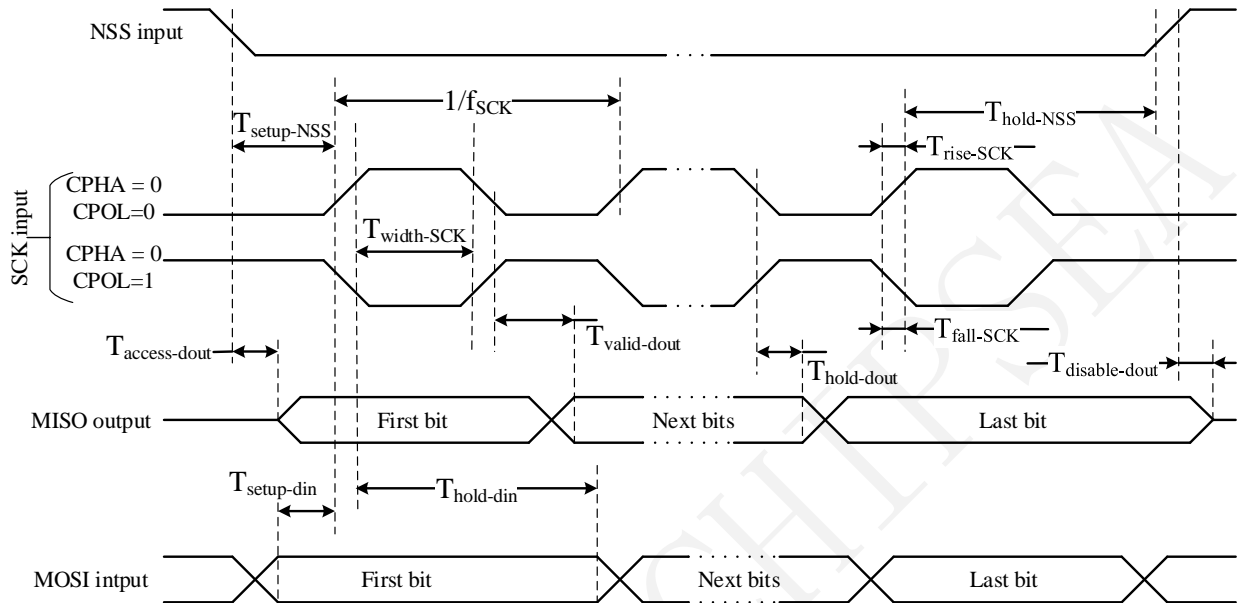 NSS input
1/fSCK
Tsetup-NSS
Thold-NSS
Trise-SCK
SCK input
CPHA = 0
CPOL=0
Twidth-SCK
CPHA = 0
CPOL=1
Tvalid-dout
Tfall-SCK
Taccess-dout
Thold-dout
Tdisable-dout
MISO output
First bit
Next bits
Last bit
Tsetup-din
Thold-din
MOSI intput
First bit
Next bits
Last bit
CHIPSEA